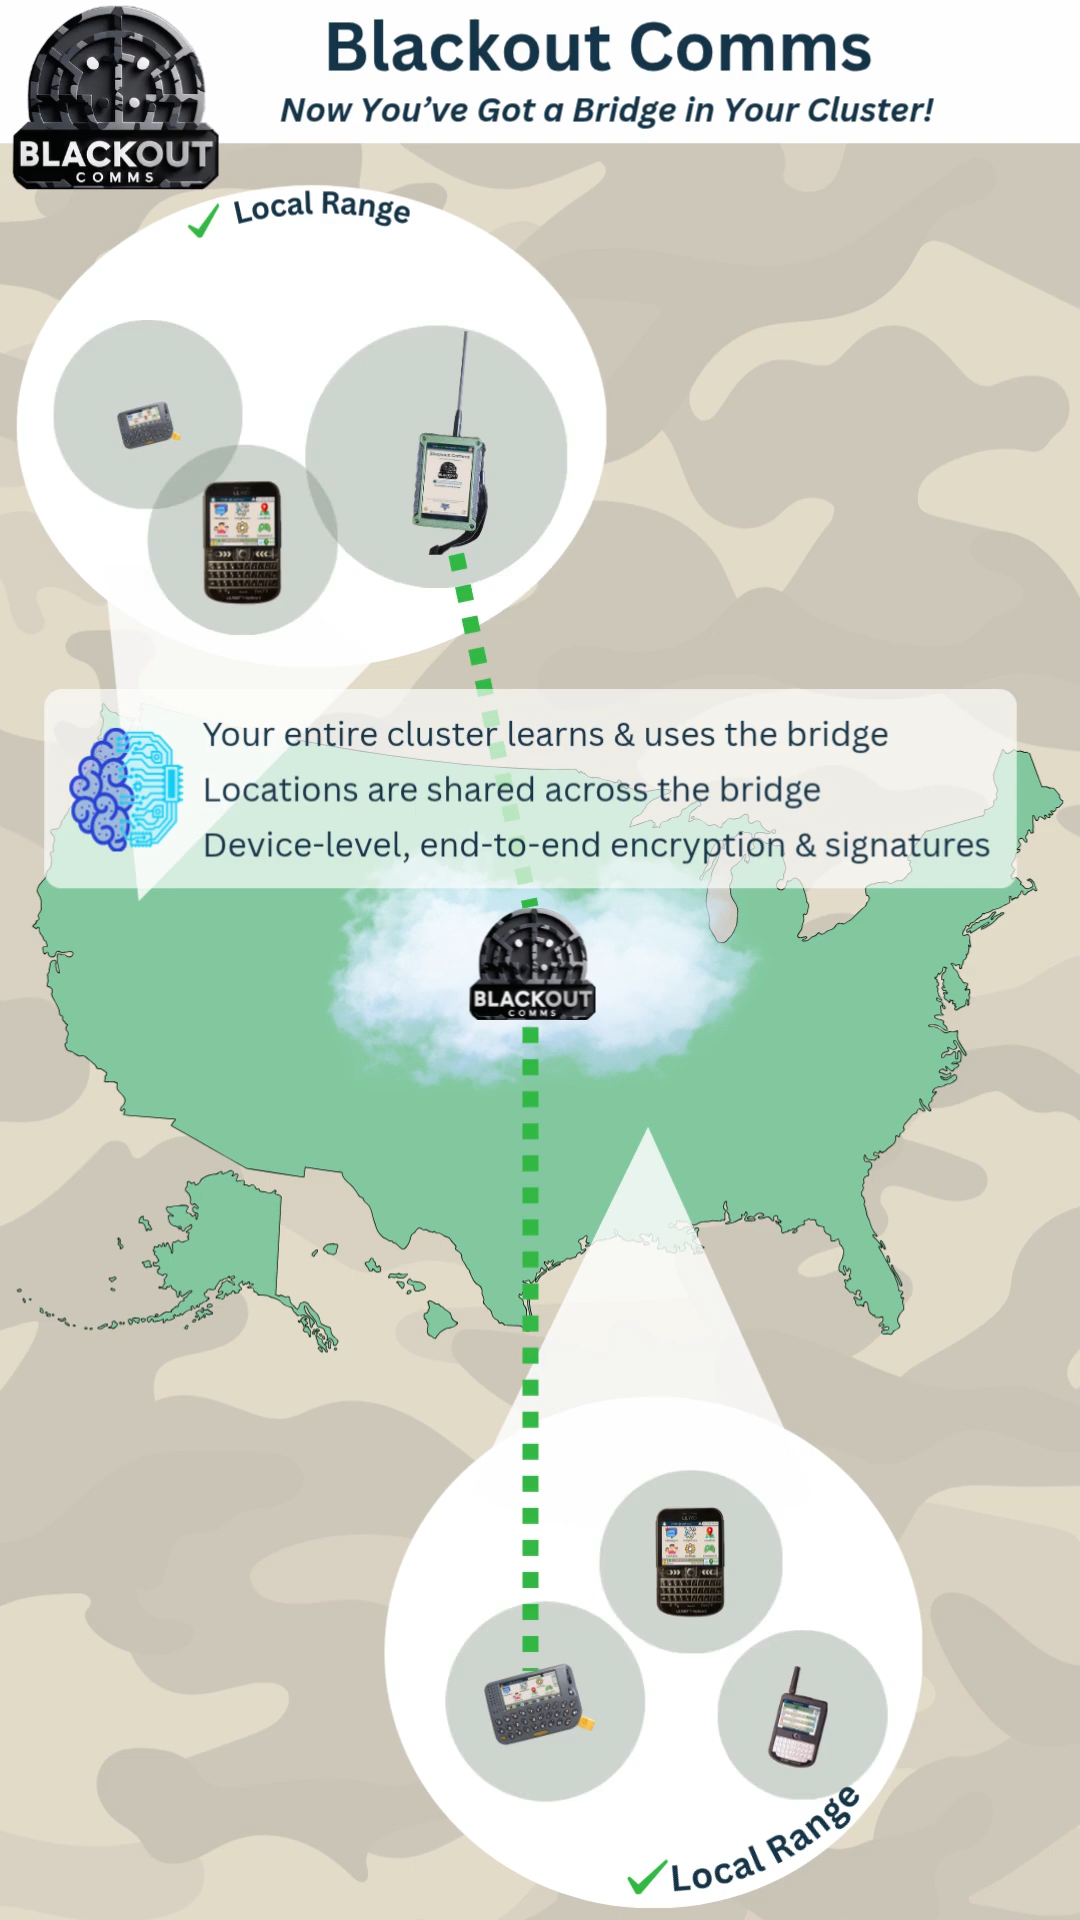 Blackout Comms
Now You've Got a Bridge in Your Cluster!
BLACKOUT
COMMS
Local Range
Your entire cluster learns & uses the bridge
Locations are shared across the bridge
Device-level, end-to-end encryption & signatures
BLACKOUT
COMMS
Local Range